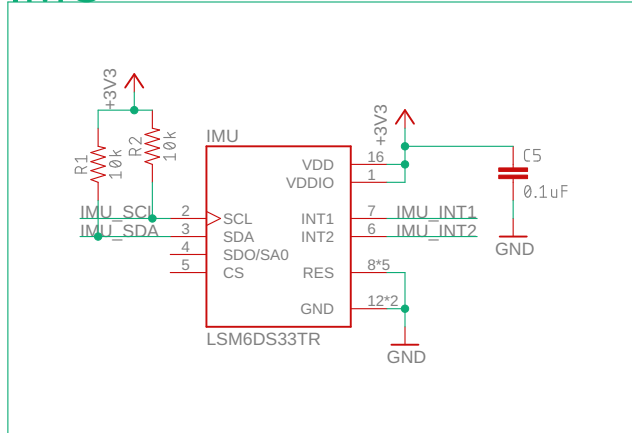 +3V3
R1
10k
R2
10k
IMU
+3V3
VDD 16
VDDIO 1
C5
0.1uF
IMU_SCL 2 SCL
IMU_SDA 3 SDA
4 SDO/SA0
5 CS
INT1 7 IMU_INT1
INT2 6 IMU_INT2
GND
RES 8*5
GND 12*2
LSM6DS33TR
GND